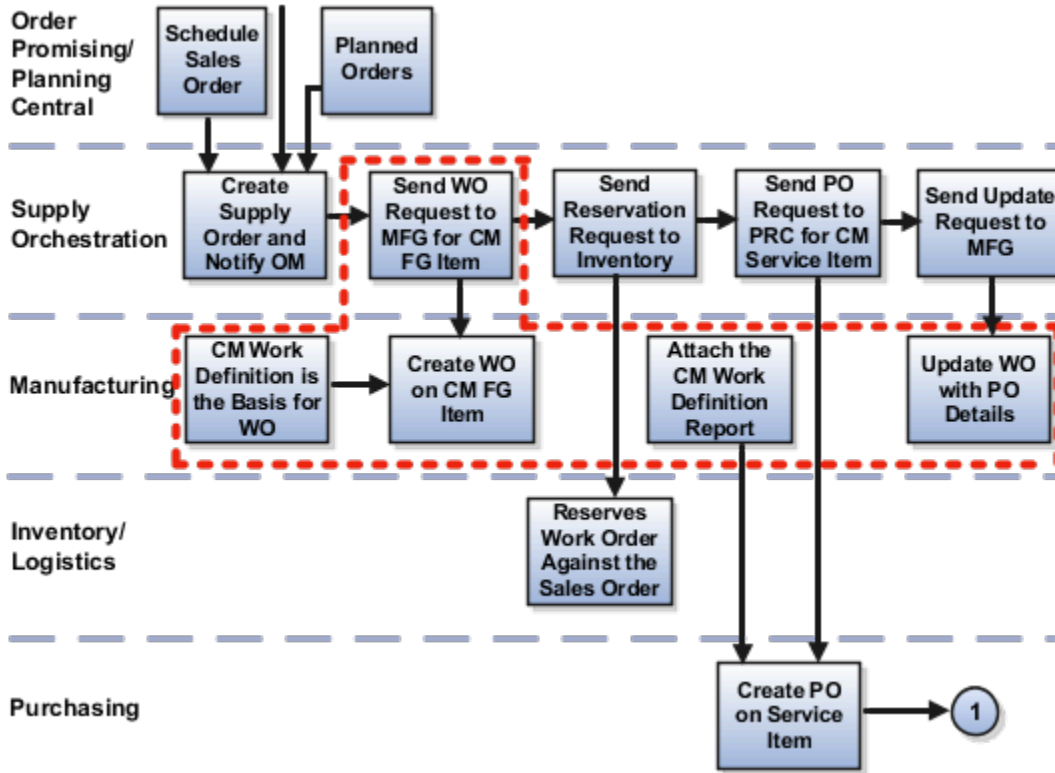 Order
Promising/
Planning
Central
Schedule
Sales
Order
Planned
Orders
Supply
Orchestration
Create
Supply
Order and
Notify OM
Send WO
Request to
MFG for CM
FG Item
Send
Reservation
Request to
Inventory
Send PO
Request to
PRC for CM
Service Item
Send Update
Request to
MFG
Manufacturing
CM Work
Definition is
the Basis for
WO
Create WO
on CM FG
Item
Attach the
CM Work
Definition
Report
Update WO
with PO
Details
Inventory/
Logistics
Reserves
Work Order
Against the
Sales Order
Purchasing
Create PO
on Service
Item
1